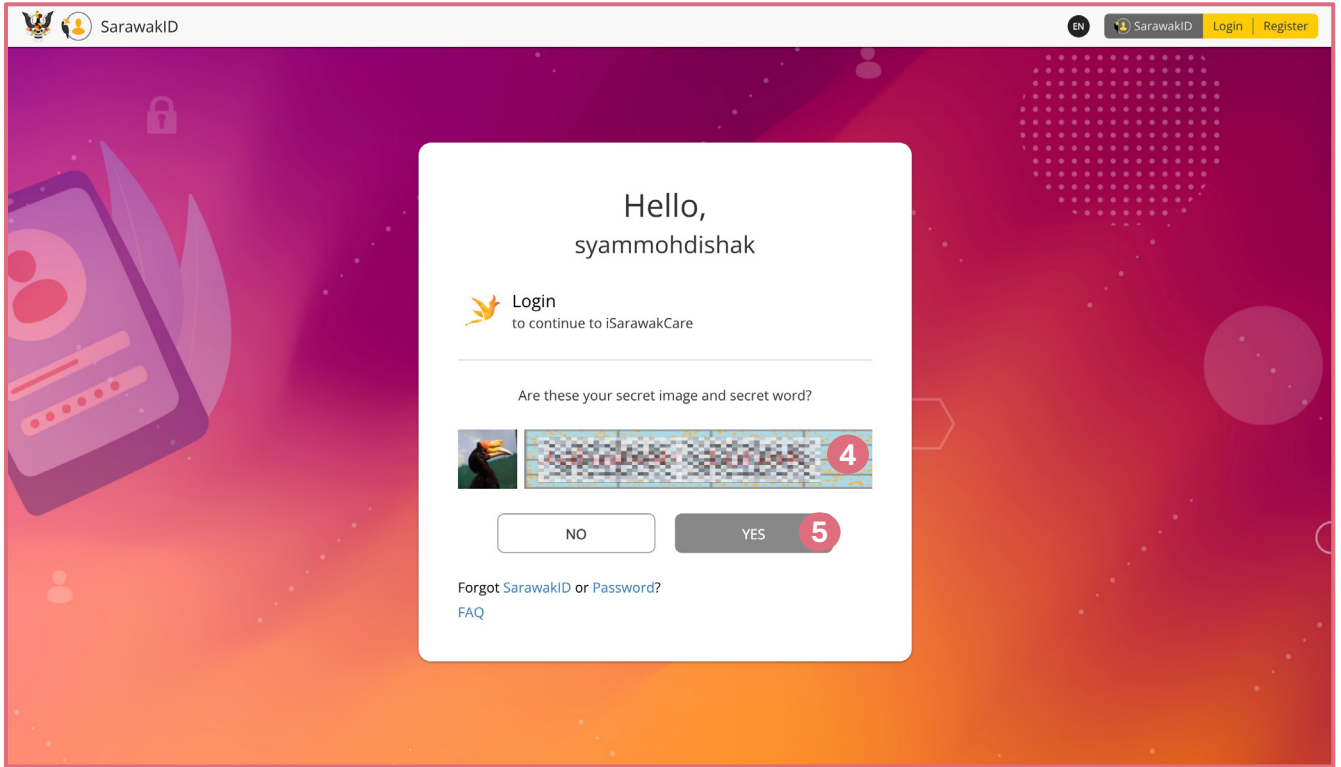 SarawakID
EN
SarawakID Login Register
Hello,
syammohdishak
Login
to continue to iSarawakCare
Are these your secret image and secret word?
4
NO
YES 5
Forgot SarawakID or Password?
FAQ